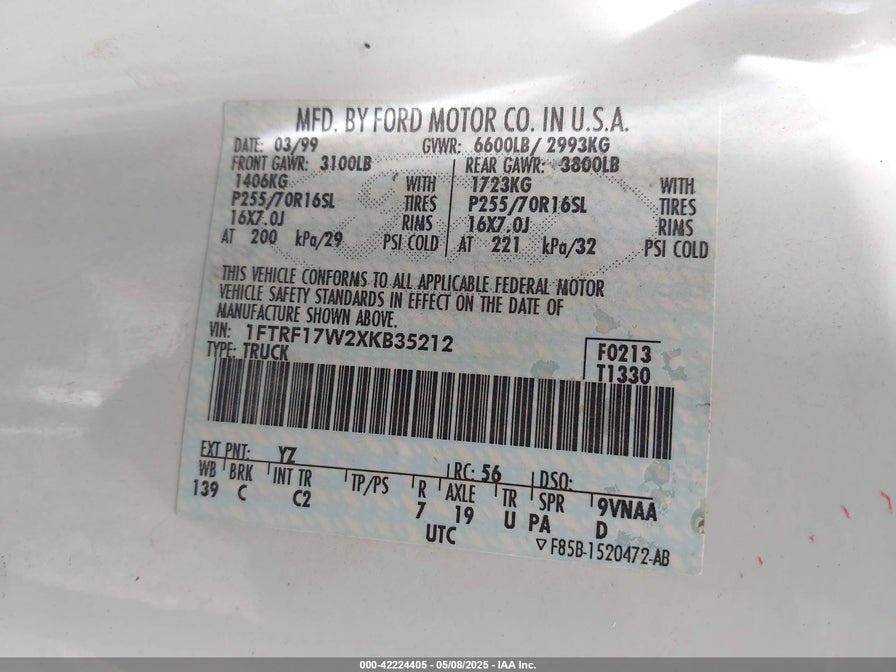 MFD. BY FORD MOTOR CO. IN U.S.A.
DATE: 03/99 GVWR: 6600LB/ 2993KG
FRONT GAWR: 3100LB REAR GAWR: 3800LB
1406KG WITH 1723KG WITH
P255/70R16SL TIRES P255/70R16SL TIRES
16X7.0J RIMS 16X7.0J RIMS
AT 200 kPa/29 PSI COLD AT 221 kPa/32 PSI COLD
THIS VEHICLE CONFORMS TO ALL APPLICABLE FEDERAL MOTOR
VEHICLE SAFETY STANDARDS IN EFFECT ON THE DATE OF
MANUFACTURE SHOWN ABOVE.
VIN: 1FTRF17W2XKB35212
TYPE: TRUCK
F0213
T1330
EXT PNT: YZ RC: 56 DSO:
WB BRK INT TR TP/PS R AXLE TR SPR 9VNAA
139 C C2 7 19 U PA D
UTC
▽F85B-1520472-AB
000-42224405 - 05/08/2025 - IAA Inc.